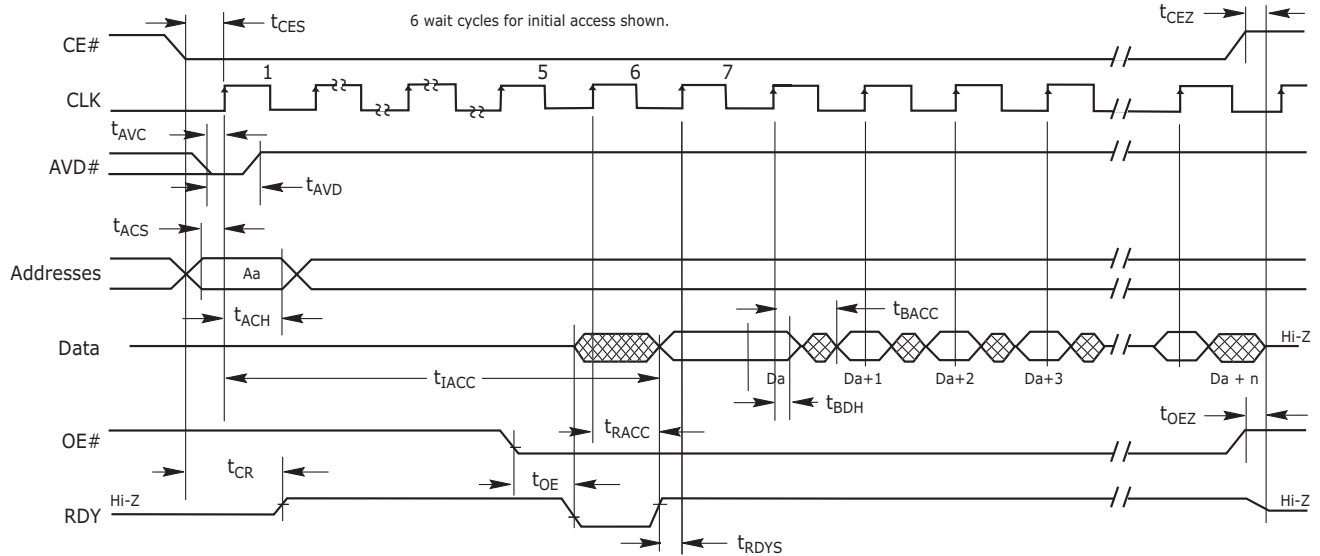 tCES
6 wait cycles for initial access shown.
tCEZ
CE#
1
5
6
7
CLK
tAVC
AVD#
tAVD
tACS
Addresses
Aa
tACH
tBACC
Data
Hi-Z
tIACC
Da
Da+1
Da+2
Da+3
Da + n
tBDH
tOEZ
tRACC
OE#
tCR
tOE
Hi-Z
Hi-Z
RDY
tRDYS